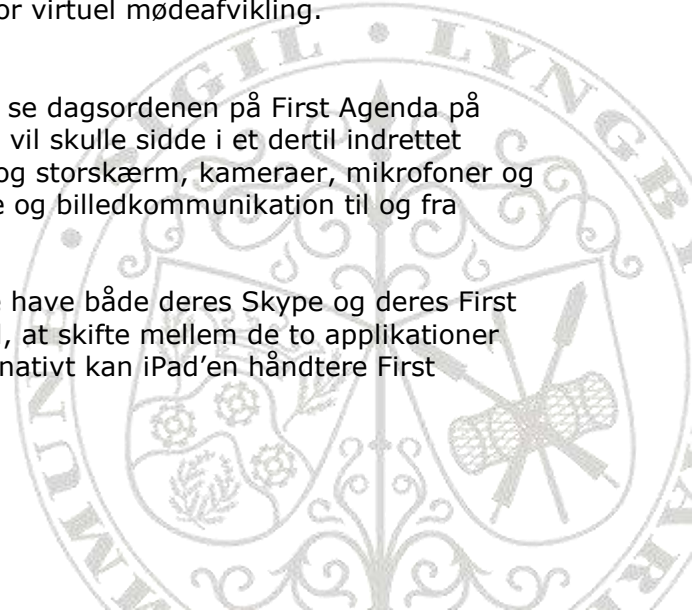 or virtuel mødeafvikling.
se dagsordenen på First Agenda på
vil skulle sidde i et dertil indrettet
og storskærm, kameraer, mikrofoner og
e og billedkommunikation til og fra
e have både deres Skype og deres First
, at skifte mellem de to applikationer
nativt kan iPad’en håndtere First
SIGIL • LYNGBY